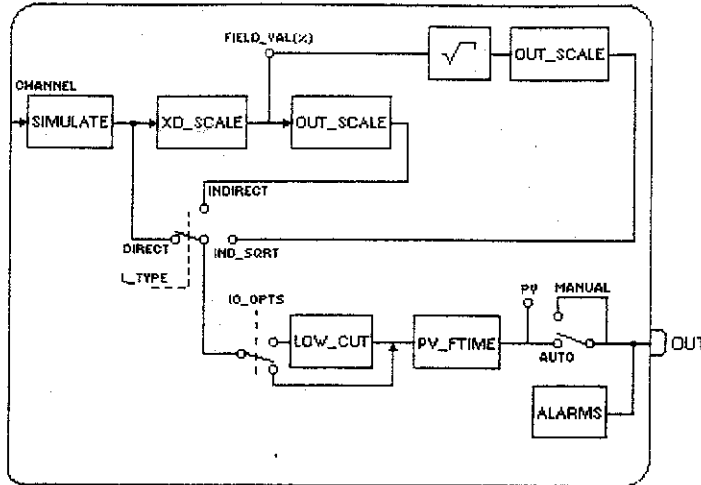 FIELD_VAL(%)
OUT_SCALE
CHANNEL
SIMULATE
XD_SCALE
OUT_SCALE
INDIRECT
DIRECT
IND_SQRT
L_TYPE
IO_OPTS
LOW_CUT
PV_FTIME
PV
MANUAL
AUTO
OUT
ALARMS